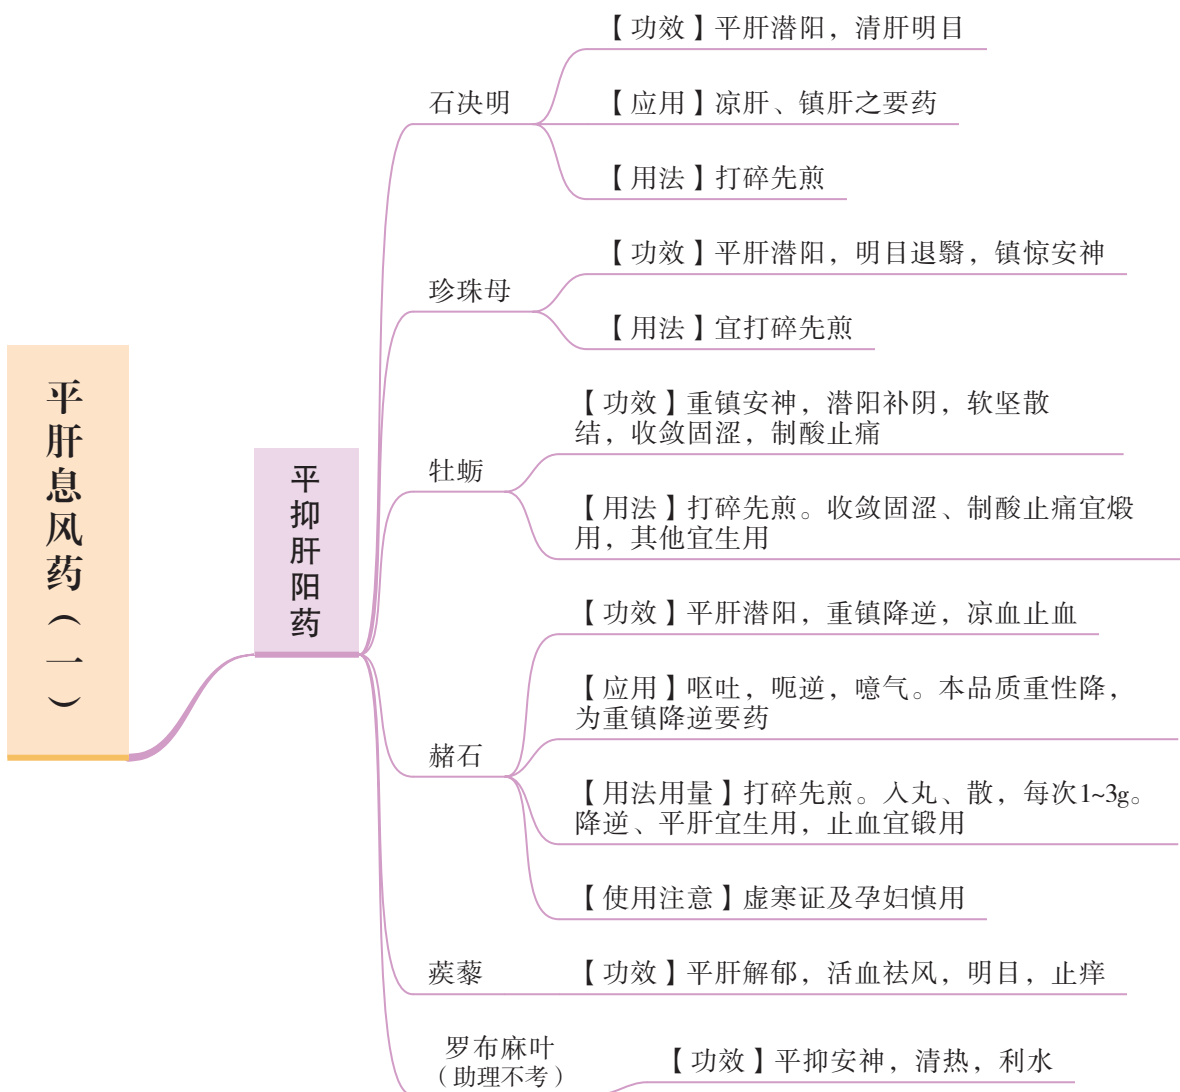 平肝息风药（一）
平抑肝阳药
石决明
【功效】平肝潜阳，清肝明目
【应用】凉肝、镇肝之要药
【用法】打碎先煎
珍珠母
【功效】平肝潜阳，明目退翳，镇惊安神
【用法】宜打碎先煎
牡蛎
【功效】重镇安神，潜阳补阴，软坚散
结，收敛固涩，制酸止痛
【用法】打碎先煎。收敛固涩、制酸止痛宜煅
用，其他宜生用
赭石
【功效】平肝潜阳，重镇降逆，凉血止血
【应用】呕吐，呃逆，噫气。本品质重性降，
为重镇降逆要药
【用法用量】打碎先煎。入丸、散，每次1~3g。
降逆、平肝宜生用，止血宜锻用
【使用注意】虚寒证及孕妇慎用
蒺藜
【功效】平肝解郁，活血祛风，明目，止痒
罗布麻叶
（助理不考）
【功效】平抑安神，清热，利水